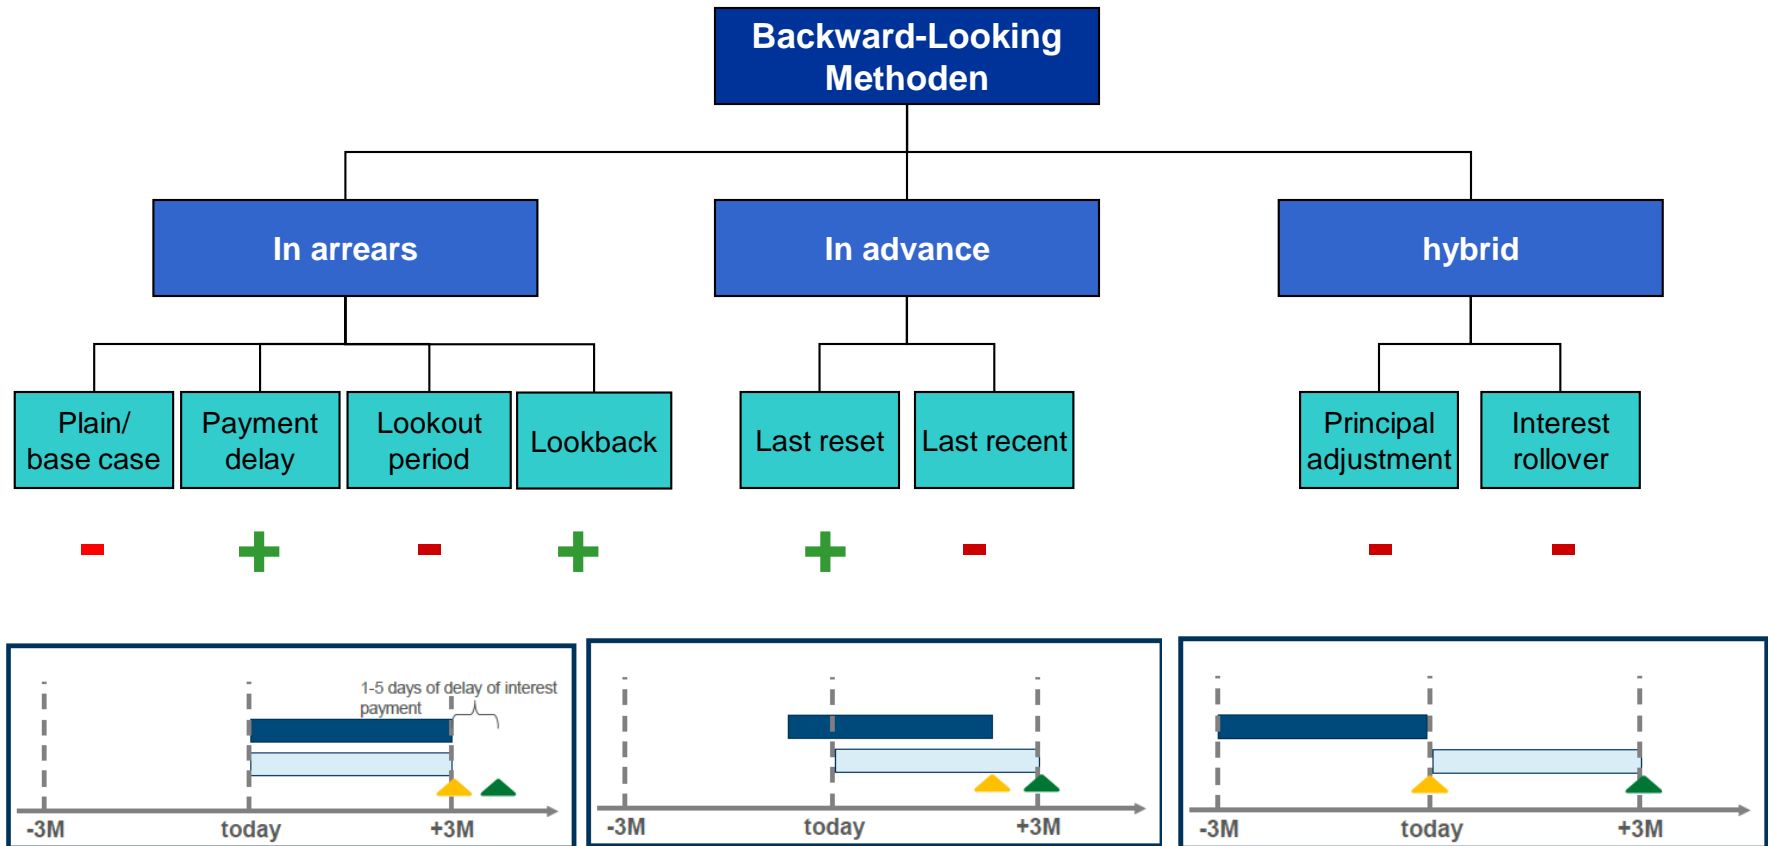 Backward-Looking
Methoden
In arrears
In advance
hybrid
Plain/
base case
Payment
delay
Lookout
period
Lookback
Last reset
Last recent
Principal
adjustment
Interest
rollover
- + - + + - - -
1-5 days of delay of interest
payment
-3M today +3M
-3M today +3M
-3M today +3M